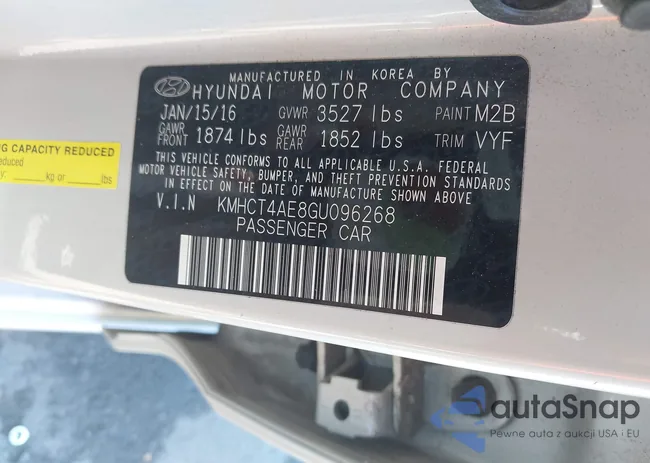 MANUFACTURED IN KOREA BY
HYUNDAI MOTOR COMPANY
JAN/15/16 GVWR 3527 lbs PAINT M2B
GAWR FRONT 1874 lbs GAWR REAR 1852 lbs TRIM VYF
THIS VEHICLE CONFORMS TO ALL APPLICABLE U.S.A. FEDERAL
MOTOR VEHICLE SAFETY, BUMPER, AND THEFT PREVENTION STANDARDS
IN EFFECT ON THE DATE OF MANUFACTURE SHOWN ABOVE
V.I.N KMHCT4AE8GU096268
PASSENGER CAR
CAPACITY REDUCED
kg or lbs
autoSnap
Pewne auta z aukcji USA i EU